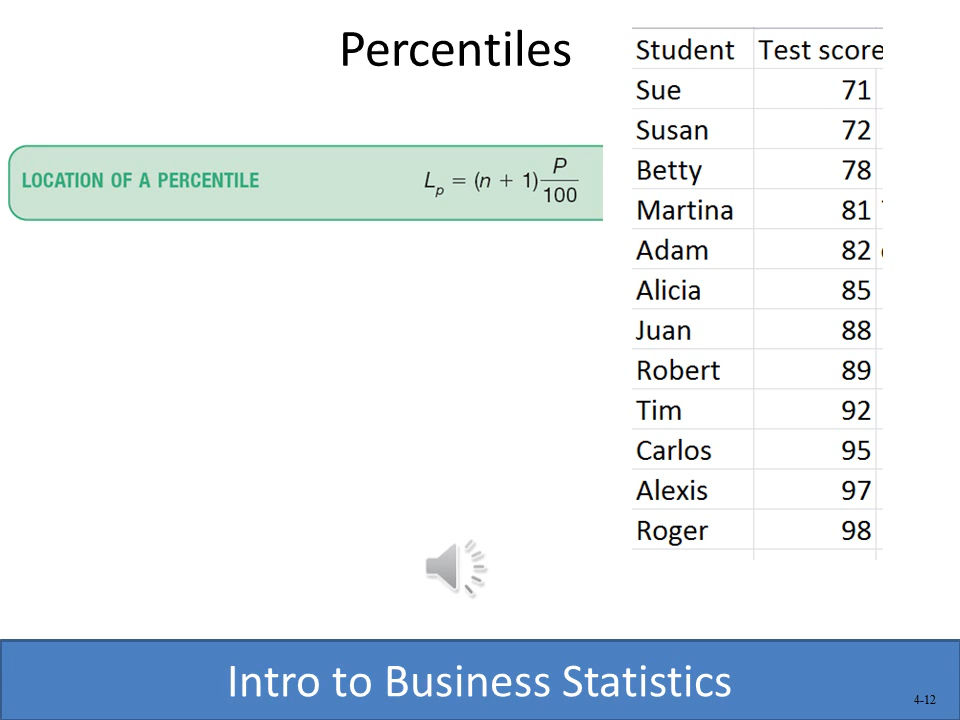 Percentiles
LOCATION OF A PERCENTILE L_p = (n + 1) P/100
Student Test score
Sue 71
Susan 72
Betty 78
Martina 81
Adam 82
Alicia 85
Juan 88
Robert 89
Tim 92
Carlos 95
Alexis 97
Roger 98
Intro to Business Statistics
4-12